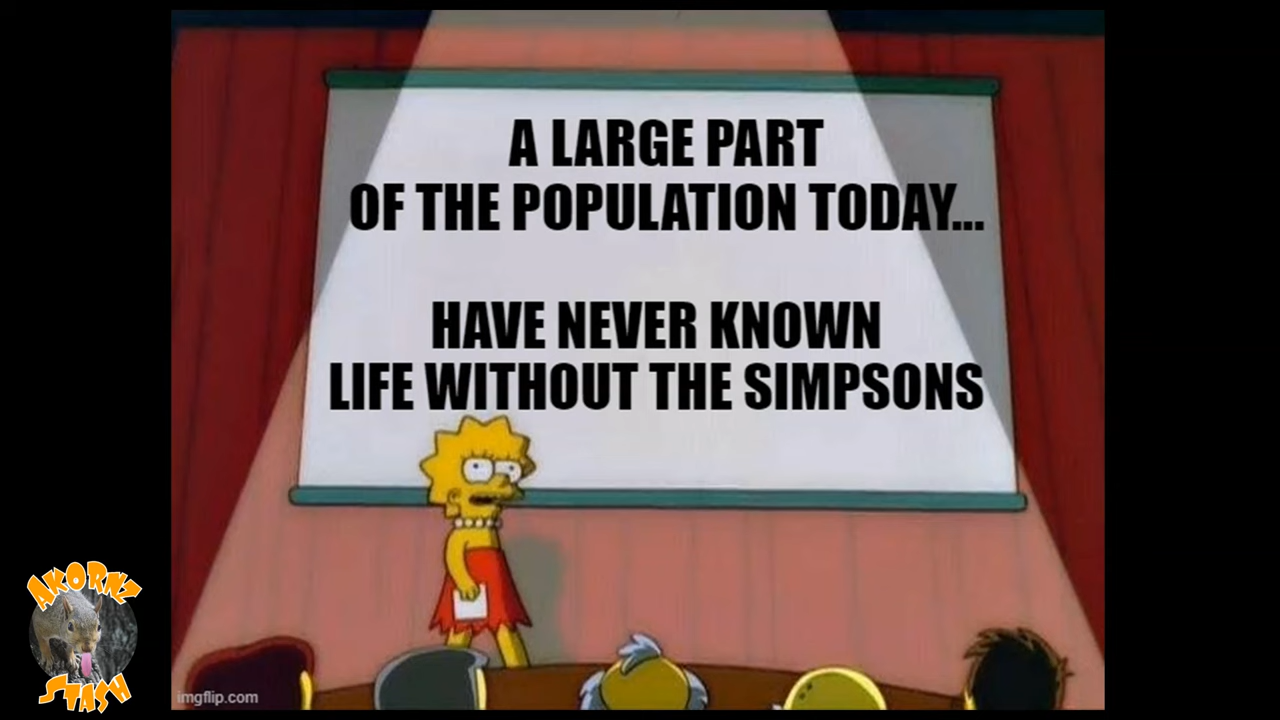 A LARGE PART
OF THE POPULATION TODAY...
HAVE NEVER KNOWN
LIFE WITHOUT THE SIMPSONS
AKORNZ
STASH
imgflip.com